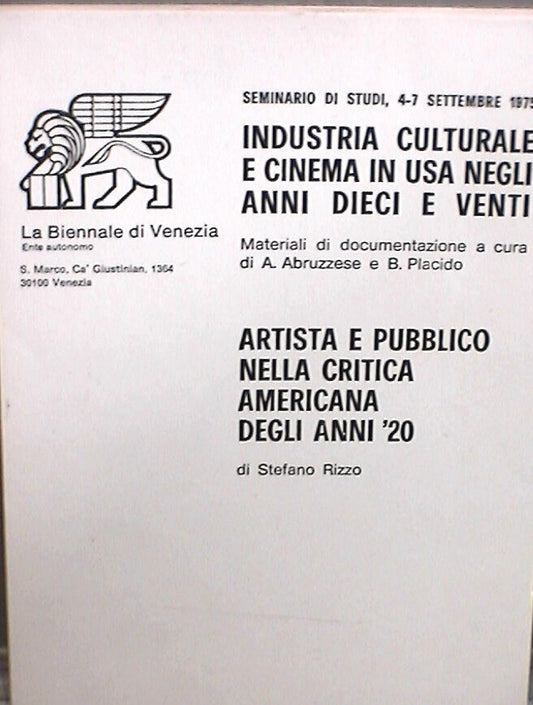 SEMINARIO DI STUDI, 4-7 SETTEMBRE 1975
INDUSTRIA CULTURALE
E CINEMA IN USA NEGLI
ANNI DIECI E VENTI
Materiali di documentazione a cura
di A. Abruzzese e B. Placido
La Biennale di Venezia
Ente autonomo
S. Marco, Ca' Giustinian, 1364
30100 Venezia
ARTISTA E PUBBLICO
NELLA CRITICA
AMERICANA
DEGLI ANNI '20
di Stefano Rizzo